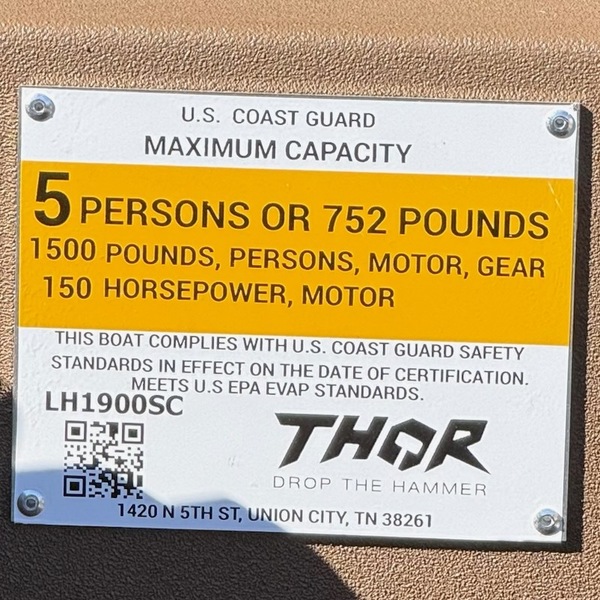 U.S. COAST GUARD
MAXIMUM CAPACITY
5 PERSONS OR 752 POUNDS
1500 POUNDS, PERSONS, MOTOR, GEAR
150 HORSEPOWER, MOTOR
THIS BOAT COMPLIES WITH U.S. COAST GUARD SAFETY
STANDARDS IN EFFECT ON THE DATE OF CERTIFICATION.
MEETS U.S EPA EVAP STANDARDS.
LH1900SC
THOR
DROP THE HAMMER
1420 N 5TH ST, UNION CITY, TN 38261